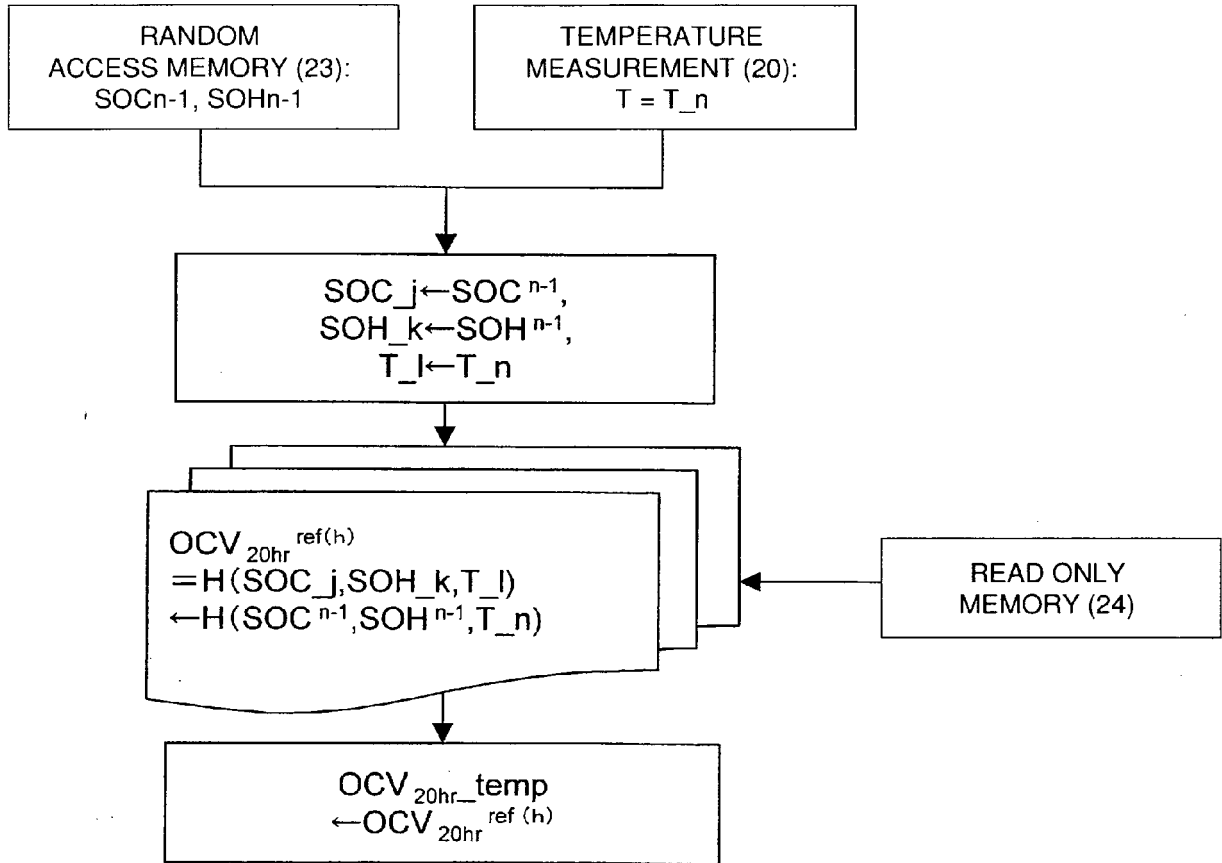 RANDOM
ACCESS MEMORY (23):
SOCn-1, SOHn-1
TEMPERATURE
MEASUREMENT (20):
T = T_n
SOC_j←SOC n-1,
SOH_k←SOH n-1,
T_l←T_n
OCV 20hr ref(h)
=H(SOC_j,SOH_k,T_l)
←H(SOC n-1,SOH n-1,T_n)
READ ONLY
MEMORY (24)
OCV 20hr_temp
←OCV 20hr ref (h)